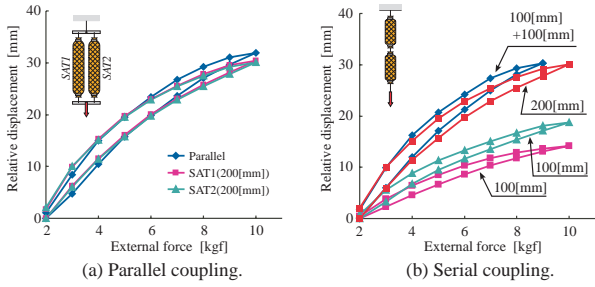 40
30
20
10
0
Relative displacement [mm]
SAT1
SAT2
Parallel
SAT1(200[mm])
SAT2(200[mm])
2 4 6 8 10
External force [kgf]
(a) Parallel coupling.
40
30
20
10
0
Relative displacement [mm]
100[mm]
+100[mm]
200[mm]
100[mm]
100[mm]
2 4 6 8 10
External force [kgf]
(b) Serial coupling.